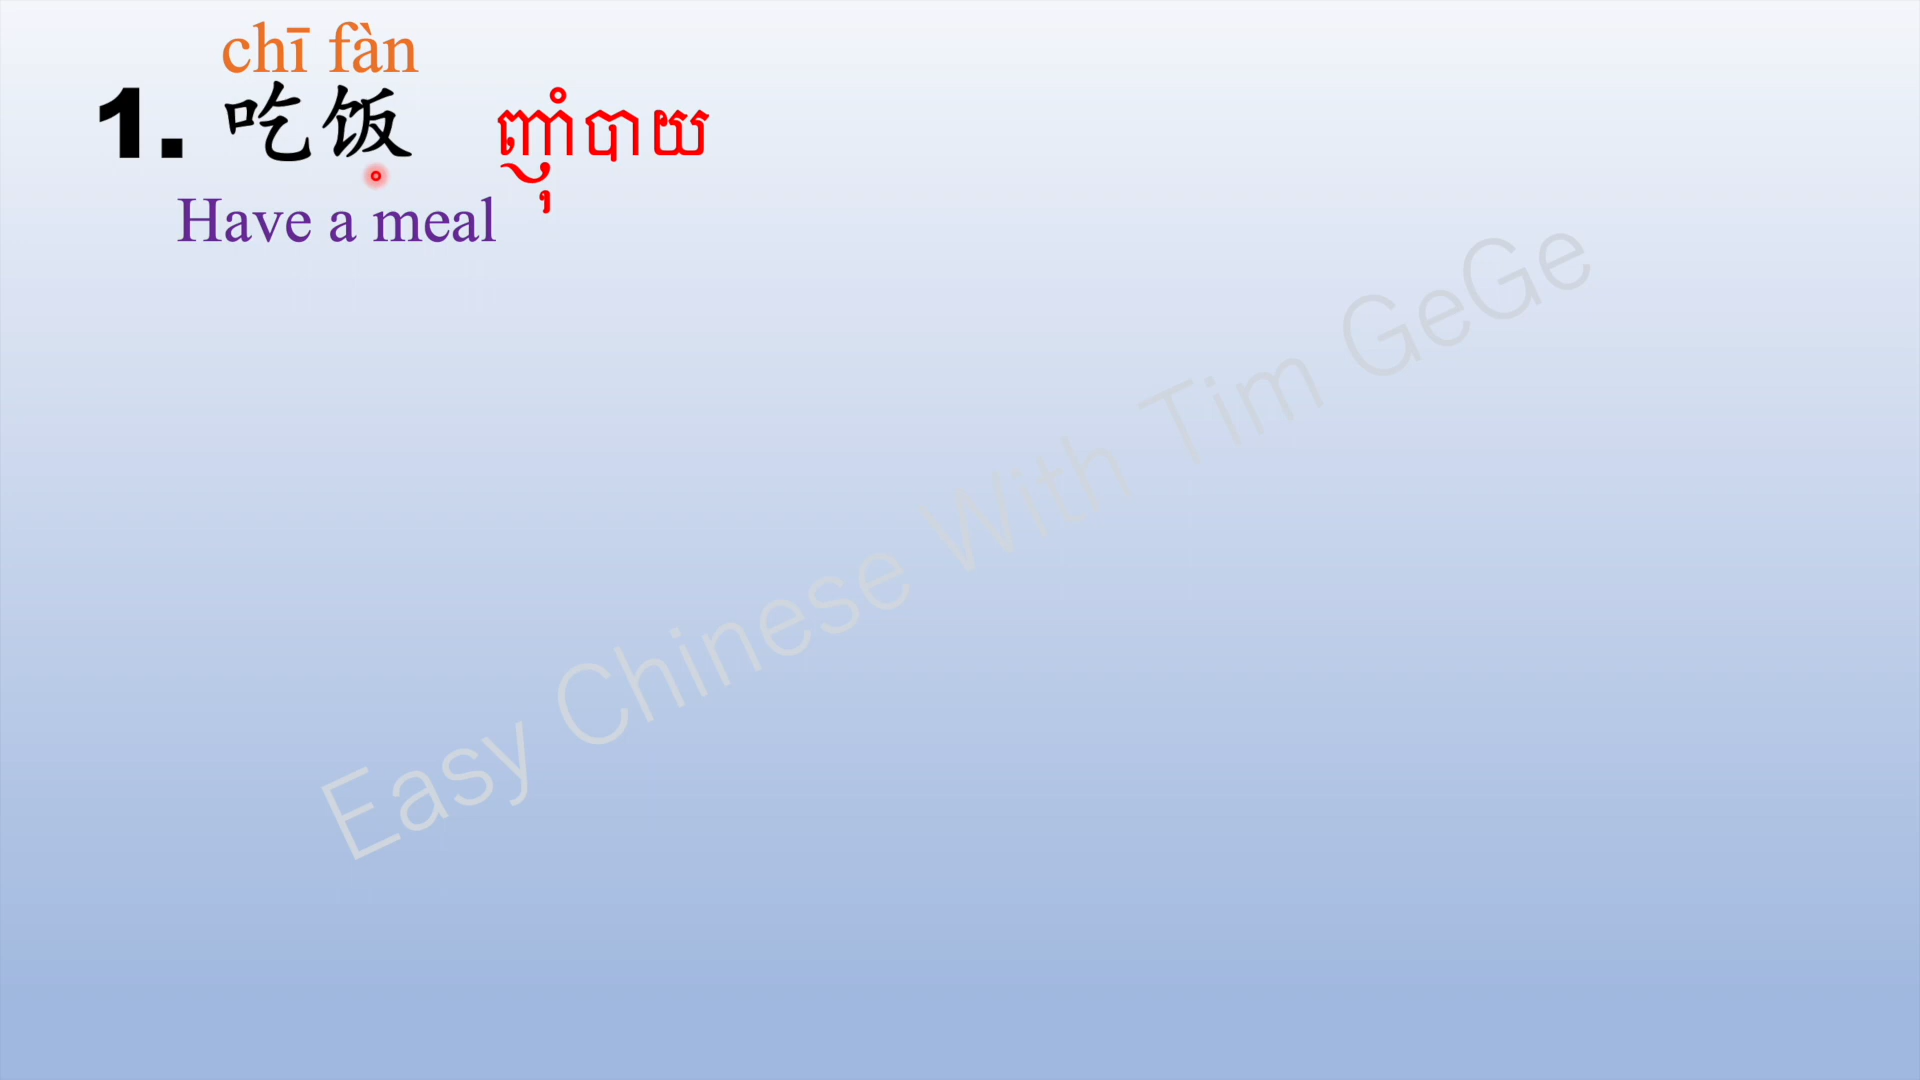 chī fàn
1. 吃饭 ញ៉ាំបាយ
Have a meal
Easy Chinese With Tim GeGe